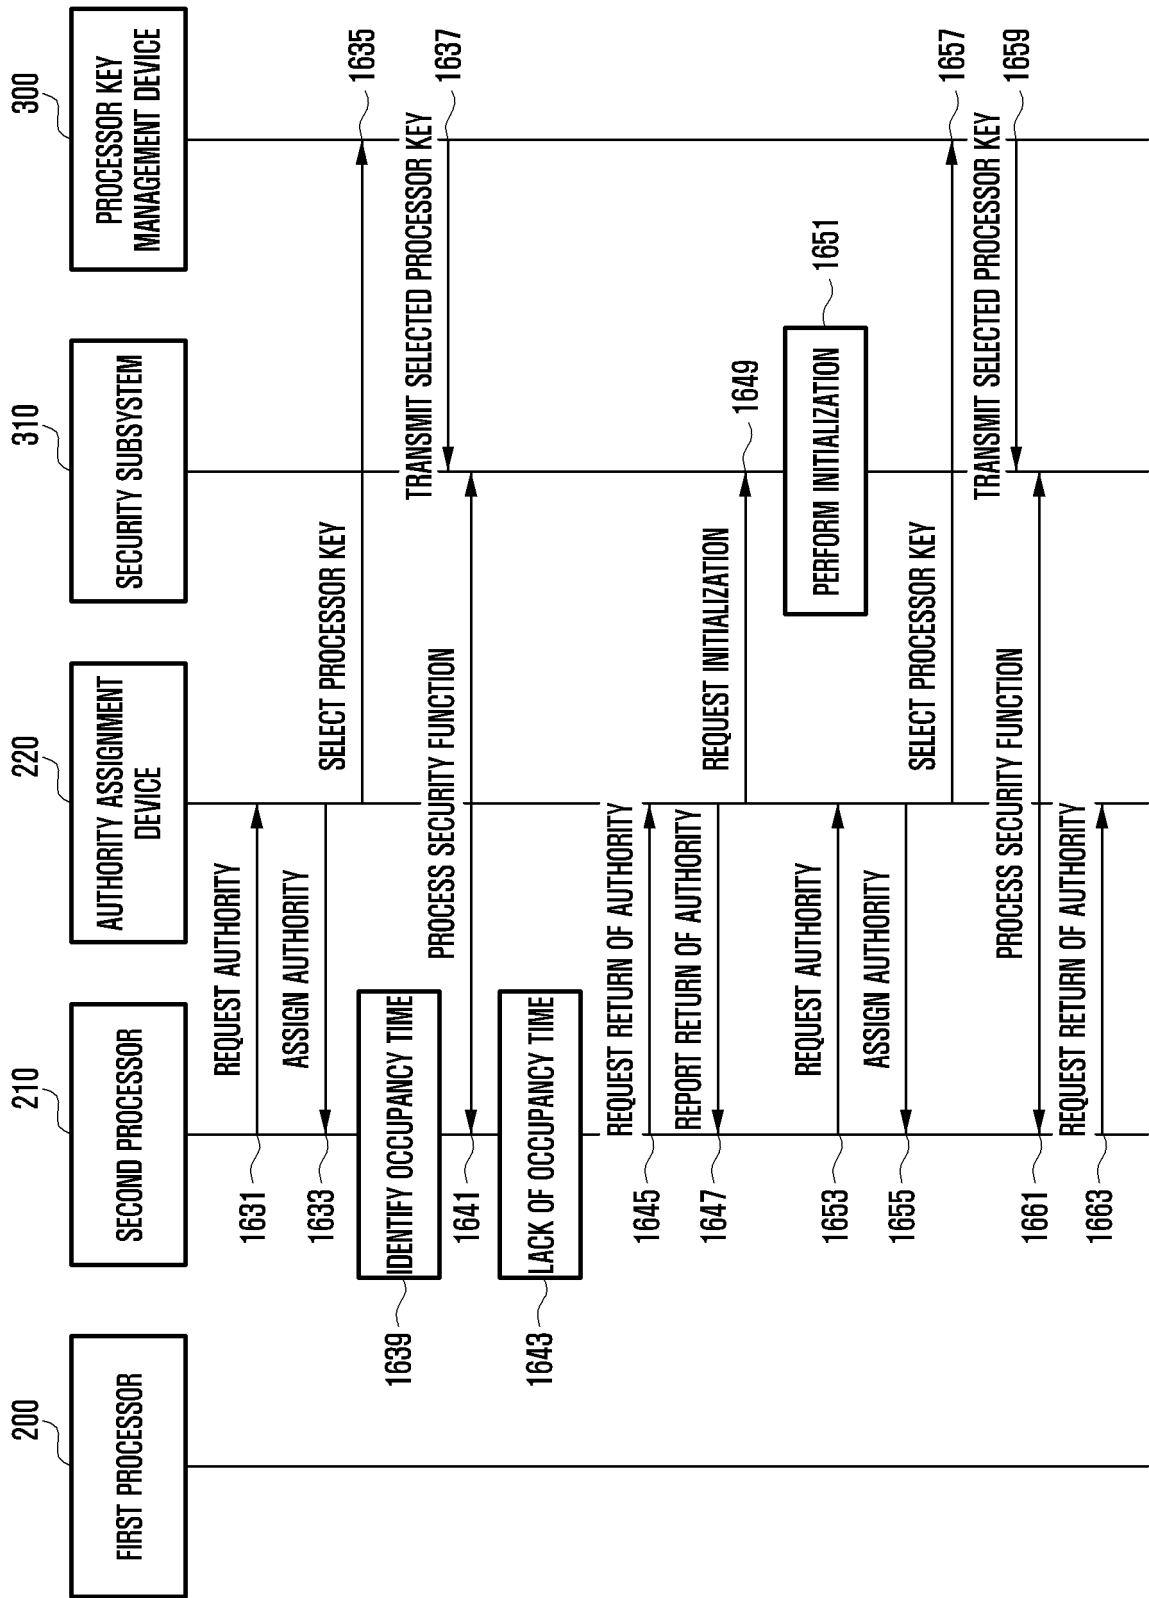 200
FIRST PROCESSOR
210
SECOND PROCESSOR
220
AUTHORITY ASSIGNMENT
DEVICE
310
SECURITY SUBSYSTEM
300
PROCESSOR KEY
MANAGEMENT DEVICE
1631
REQUEST AUTHORITY
1633
ASSIGN AUTHORITY
SELECT PROCESSOR KEY
1635
1639
IDENTIFY OCCUPANCY TIME
TRANSMIT SELECTED PROCESSOR KEY
1637
1641
PROCESS SECURITY FUNCTION
1643
LACK OF OCCUPANCY TIME
1645
REQUEST RETURN OF AUTHORITY
1647
REPORT RETURN OF AUTHORITY
REQUEST INITIALIZATION
1649
PERFORM INITIALIZATION
1651
1653
REQUEST AUTHORITY
1655
ASSIGN AUTHORITY
SELECT PROCESSOR KEY
1657
TRANSMIT SELECTED PROCESSOR KEY
1659
1661
PROCESS SECURITY FUNCTION
1663
REQUEST RETURN OF AUTHORITY